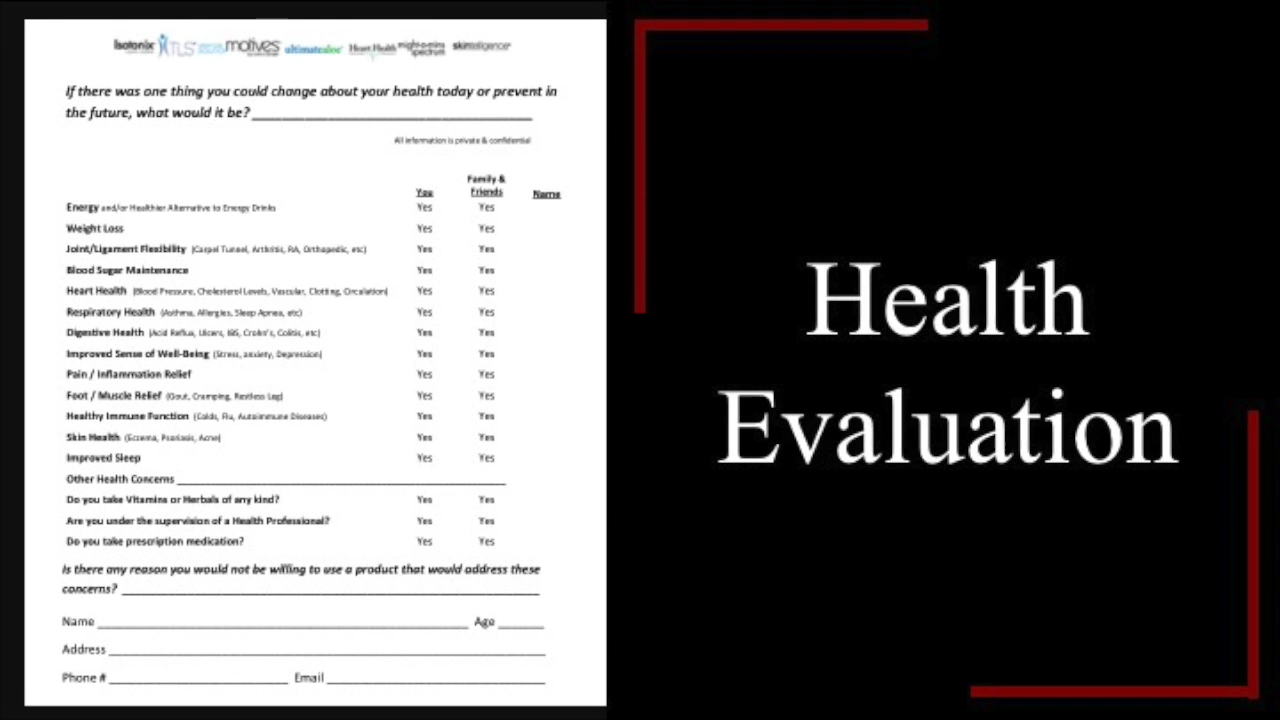 Isotonix TLS motives ultimatealoe Heart Health might-a-mins spectrum skintelligence
If there was one thing you could change about your health today or prevent in
the future, what would it be?
All information is private & confidential
You Family & Friends Name
Energy and/or Healthier Alternative to Energy Drinks Yes Yes
Weight Loss Yes Yes
Joint/Ligament Flexibility (Carpel Tunnel, Arthritis, RA, Orthopedic, etc) Yes Yes
Blood Sugar Maintenance Yes Yes
Heart Health (Blood Pressure, Cholesterol Levels, Vascular, Clotting, Circulation) Yes Yes
Respiratory Health (Asthma, Allergies, Sleep Apnea, etc) Yes Yes
Digestive Health (Acid Reflux, Ulcers, IBS, Crohn's, Colitis, etc) Yes Yes
Improved Sense of Well-Being (Stress, anxiety, Depression) Yes Yes
Pain / Inflammation Relief Yes Yes
Foot / Muscle Relief (Gout, Cramping, Restless Leg) Yes Yes
Healthy Immune Function (Colds, Flu, Autoimmune Diseases) Yes Yes
Skin Health (Eczema, Psoriasis, Acne) Yes Yes
Improved Sleep Yes Yes
Other Health Concerns
Do you take Vitamins or Herbals of any kind? Yes Yes
Are you under the supervision of a Health Professional? Yes Yes
Do you take prescription medication? Yes Yes
Is there any reason you would not be willing to use a product that would address these
concerns?
Name Age
Address
Phone # Email
Health
Evaluation